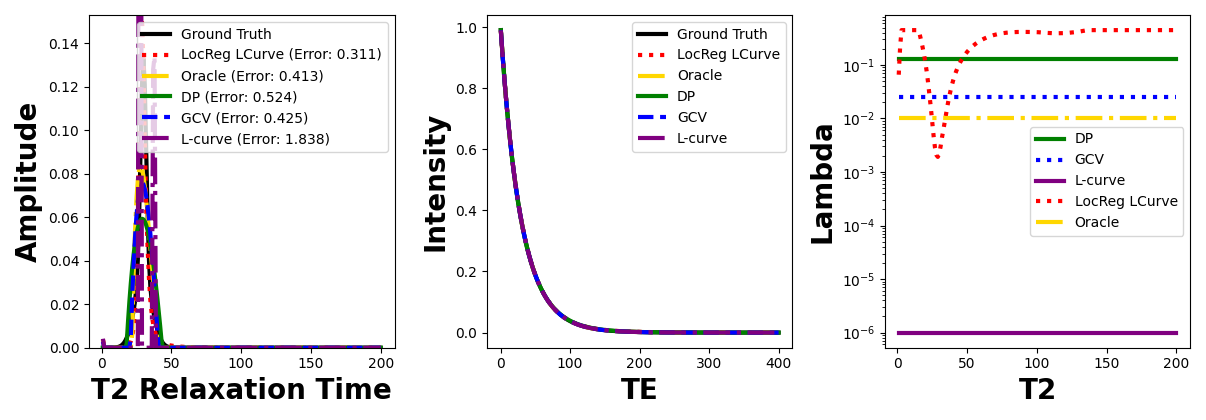 Amplitude
0.14
0.12
0.10
0.08
0.06
0.04
0.02
0.00
Ground Truth
LocReg LCurve (Error: 0.311)
Oracle (Error: 0.413)
DP (Error: 0.524)
GCV (Error: 0.425)
L-curve (Error: 1.838)
0 50 100 150 200
T2 Relaxation Time
Intensity
1.0
0.8
0.6
0.4
0.2
0.0
Ground Truth
LocReg LCurve
Oracle
DP
GCV
L-curve
0 100 200 300 400
TE
Lambda
10⁻¹
10⁻²
10⁻³
10⁻⁴
10⁻⁵
10⁻⁶
DP
GCV
L-curve
LocReg LCurve
Oracle
0 50 100 150 200
T2